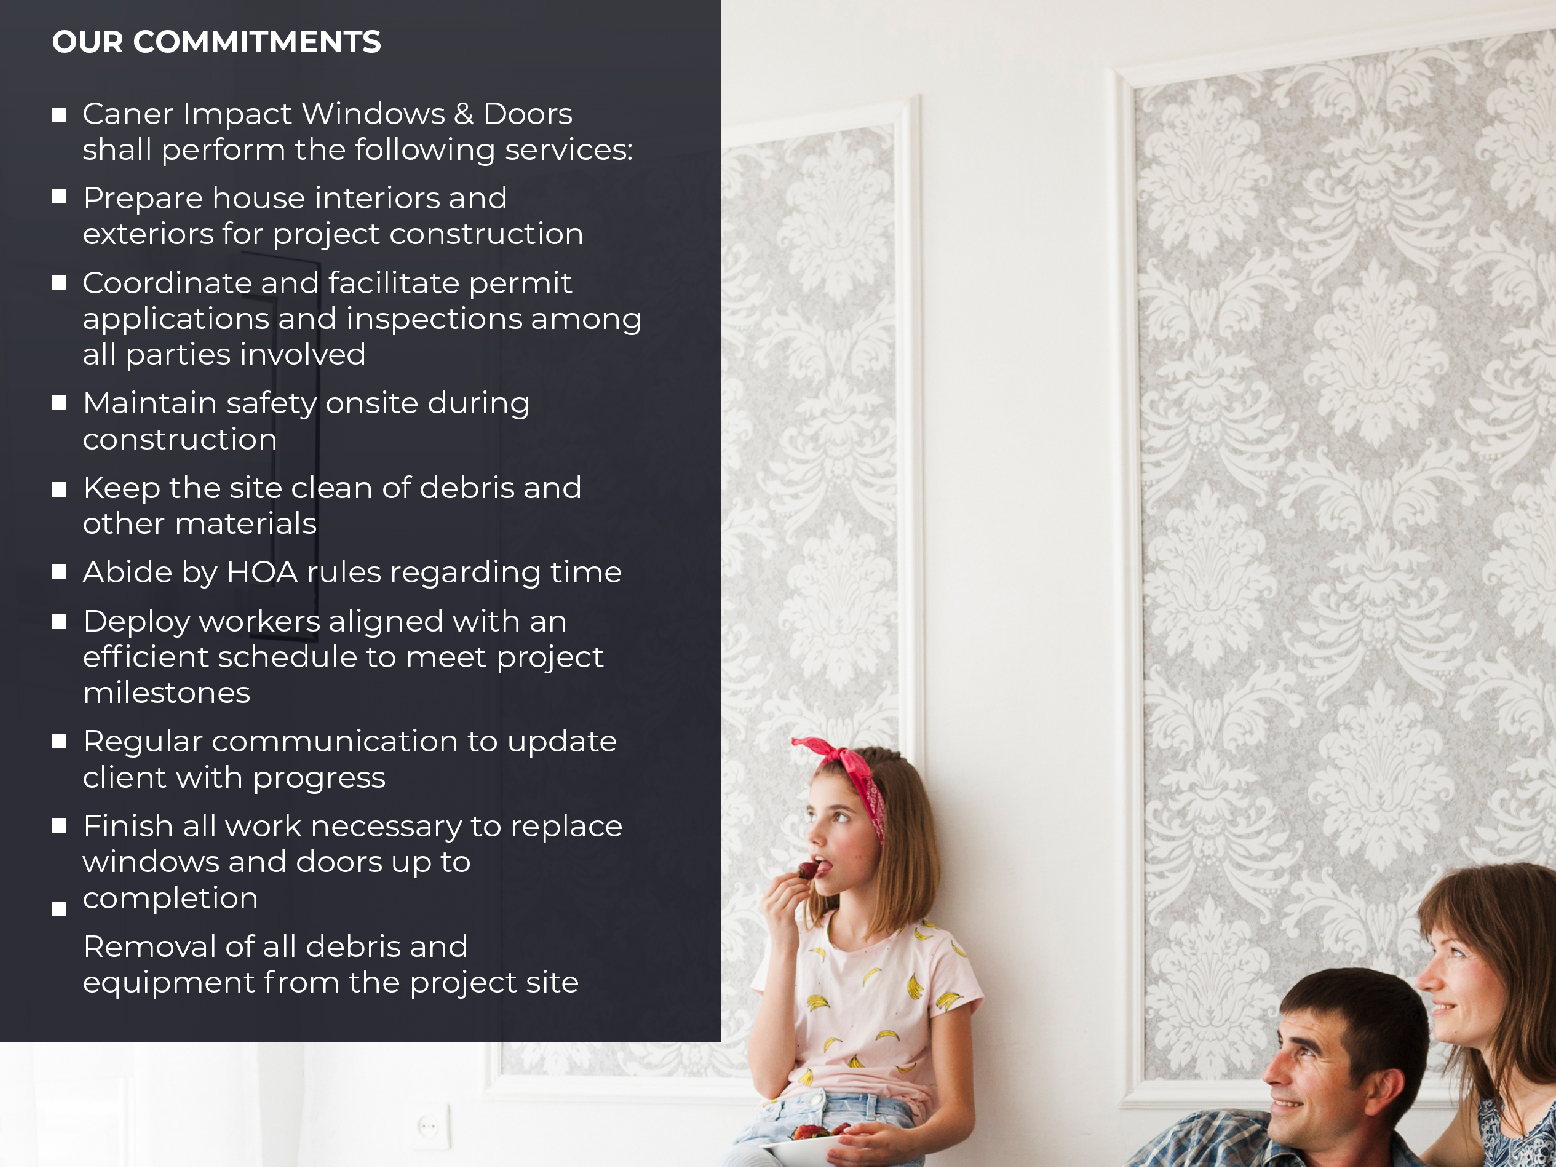 OUR COMMITMENTS
Caner Impact Windows & Doors
shall perform the following services:
Prepare house interiors and
exteriors for project construction
Coordinate and facilitate permit
applications and inspections among
all parties involved
Maintain safety onsite during
construction
Keep the site clean of debris and
other materials
Abide by HOA rules regarding time
Deploy workers aligned with an
efficient schedule to meet project
milestones
Regular communication to update
client with progress
Finish all work necessary to replace
windows and doors up to
completion
Removal of all debris and
equipment from the project site